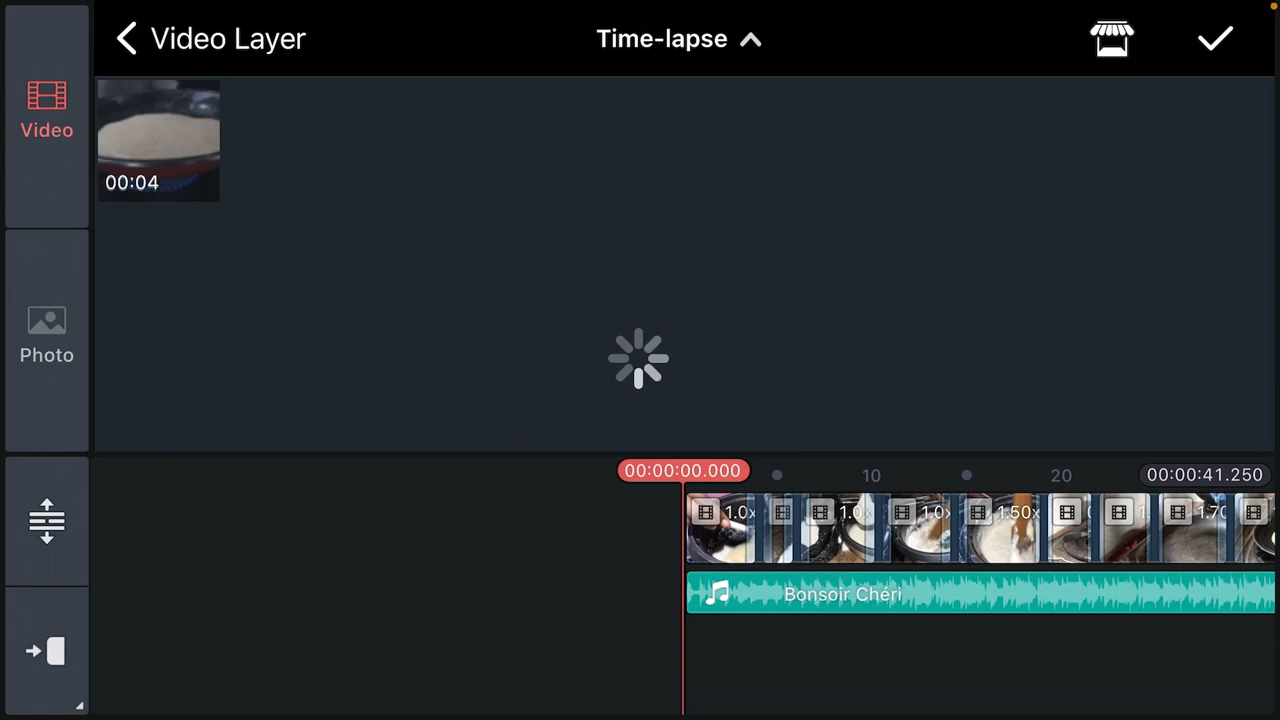 Video Layer
Time-lapse
Video
00:04
Photo
00:00:00.000
10
20
00:00:41.250
1.0x
1.0
1.0x
1.50x
1.70
Bonsoir Chéri